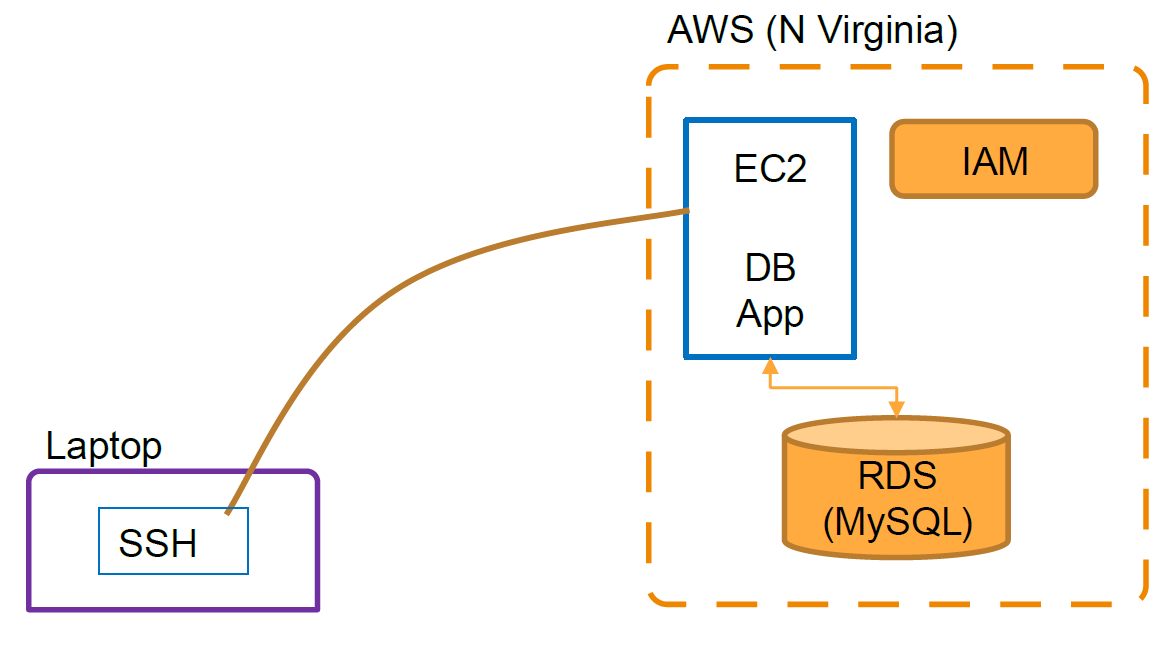 AWS (N Virginia)
EC2
IAM
DB
App
Laptop
SSH
RDS
(MySQL)